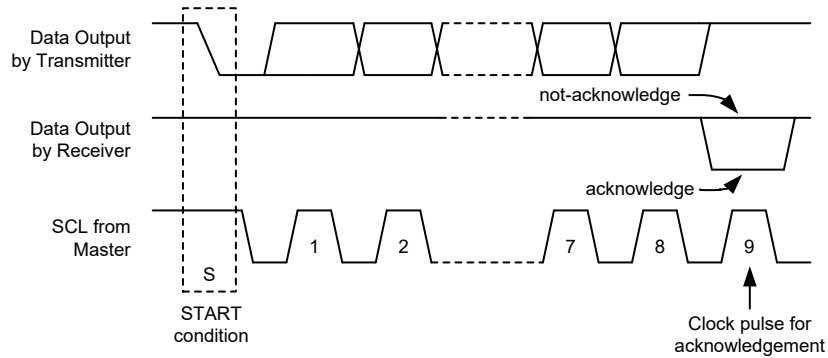 Data Output
by Transmitter
not-acknowledge
Data Output
by Receiver
acknowledge
SCL from
Master
1
2
7
8
9
S
START
condition
Clock pulse for
acknowledgement